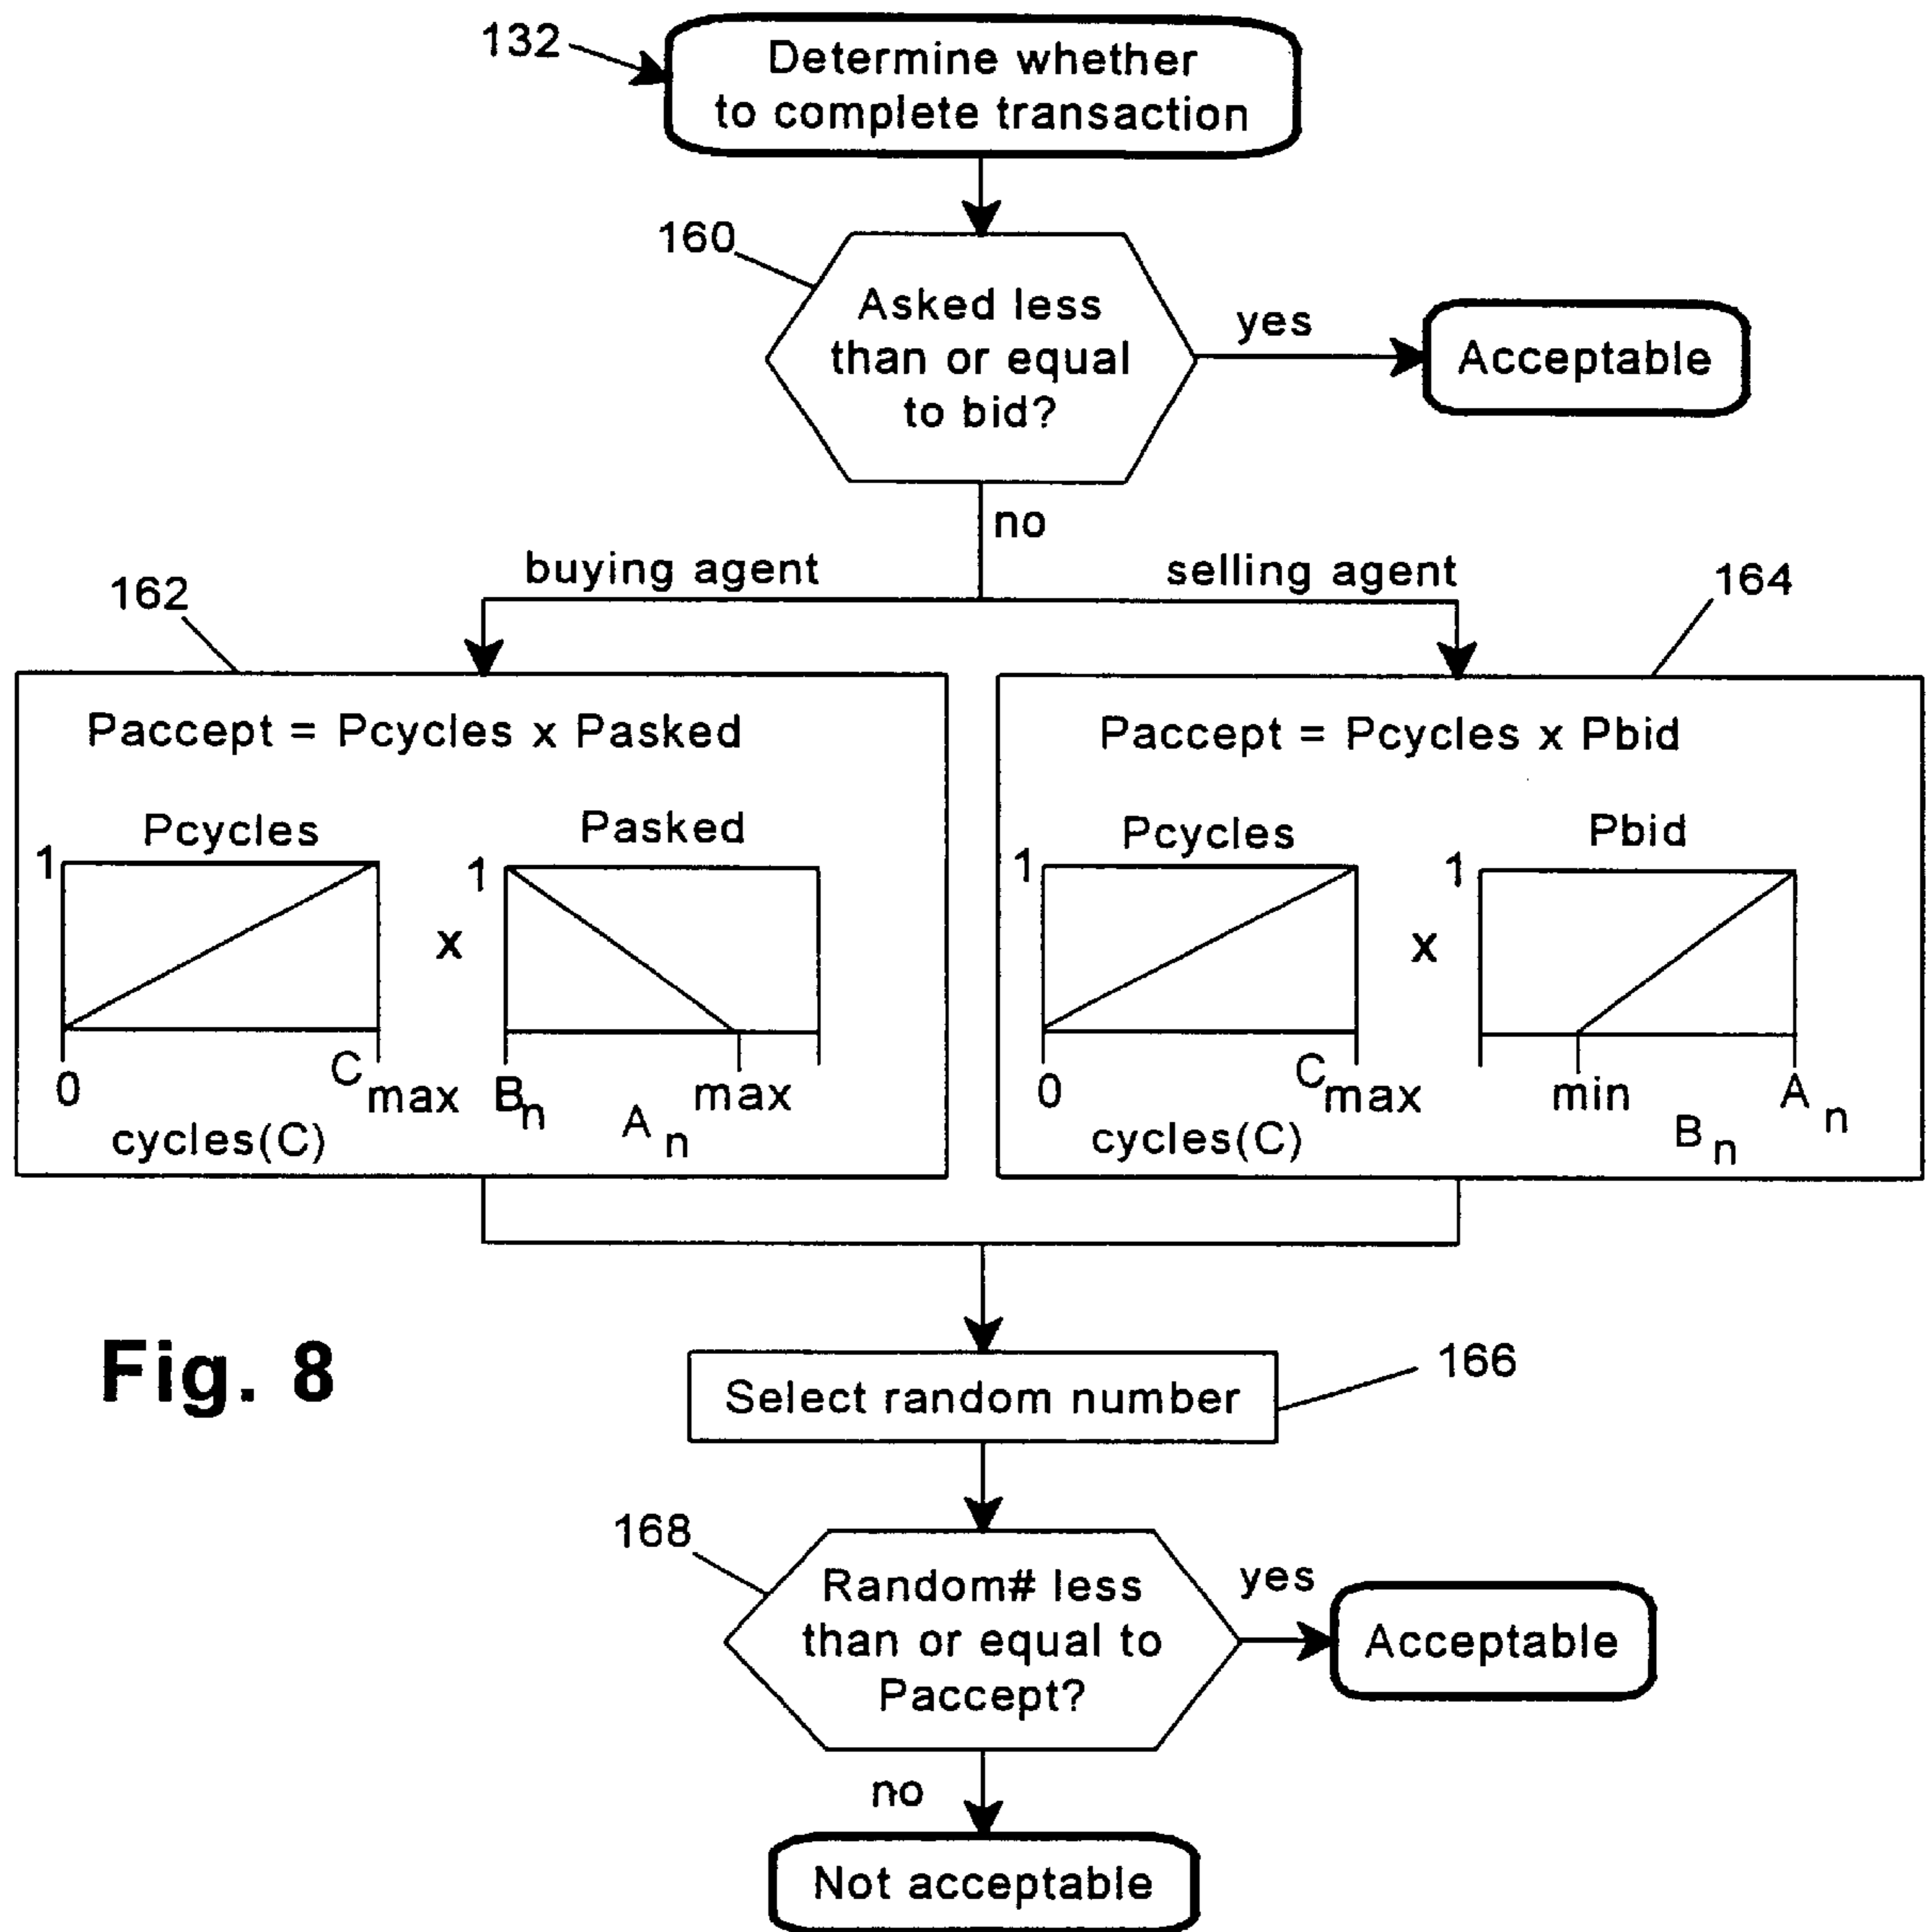 132
Determine whether
to complete transaction
160
Asked less
than or equal
to bid?
yes
Acceptable
no
buying agent
selling agent
162
164
Paccept = Pcycles x Pasked
Pcycles
Pasked
1
x
1
0
Cmax
Bn
An
max
cycles(C)
Paccept = Pcycles x Pbid
Pcycles
Pbid
1
x
1
0
Cmax
min
Bn
An
cycles(C)
Fig. 8
Select random number
166
168
Random# less
than or equal to
Paccept?
yes
Acceptable
no
Not acceptable